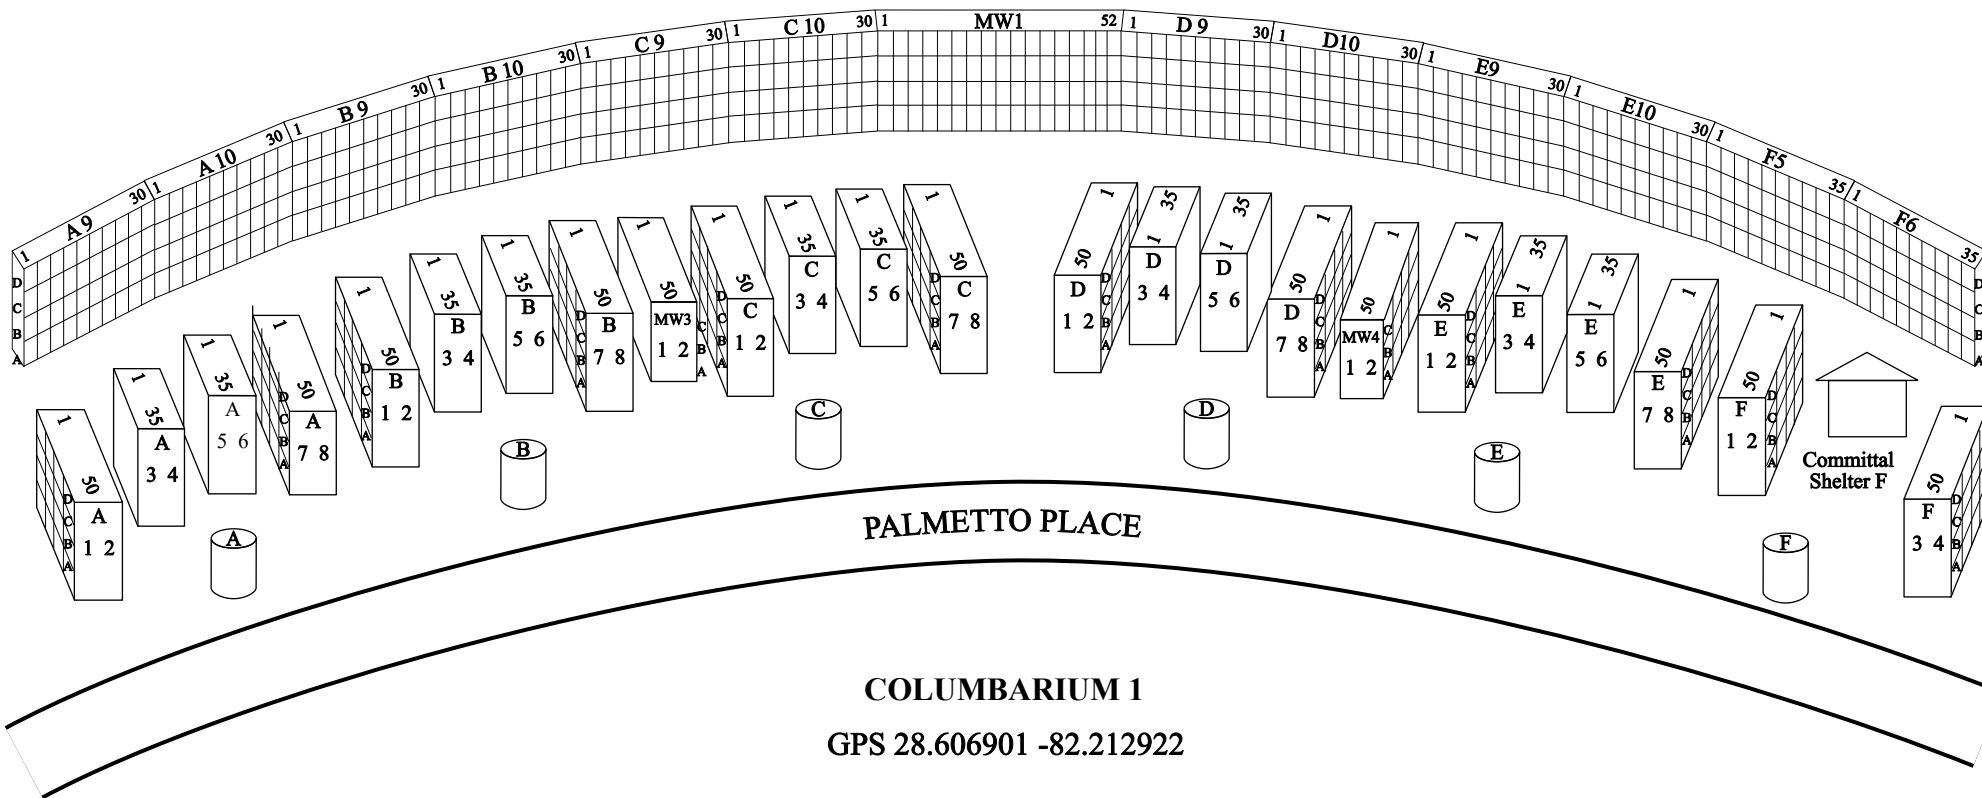 1 A 9 30
1 A 10 30
1 B 9 30
1 B 10 30
1 C 9 30
1 C 10 30
1 MW1 52
1 D 9 30
1 D10 30
1 E9 30
1 E10 30
1 F5 35
1 F6 35
D
C
B
A
D
C
B
A
1
50
A
1 2
D
C
B
A
1
35
A
3 4
1
35
A
5 6
1
50
A
7 8
D
C
B
A
1
50
B
1 2
D
C
B
A
1
35
B
3 4
1
35
B
5 6
1
50
B
7 8
D
C
B
A
1
50
MW3
1 2
C
B
A
1
50
C
1 2
D
C
B
A
1
35
C
3 4
1
35
C
5 6
1
50
C
7 8
D
C
B
A
1
50
D
1 2
D
C
B
A
35
1
D
3 4
35
1
D
5 6
1
50
D
7 8
D
C
B
A
1
50
MW4
1 2
C
B
A
1
50
E
1 2
D
C
B
A
35
1
E
3 4
35
1
E
5 6
1
50
E
7 8
D
C
B
A
1
50
F
1 2
D
C
B
A
Committal
Shelter F
1
50
F
3 4
D
C
B
A
A
B
C
D
E
F
PALMETTO PLACE
COLUMBARIUM 1
GPS 28.606901 -82.212922